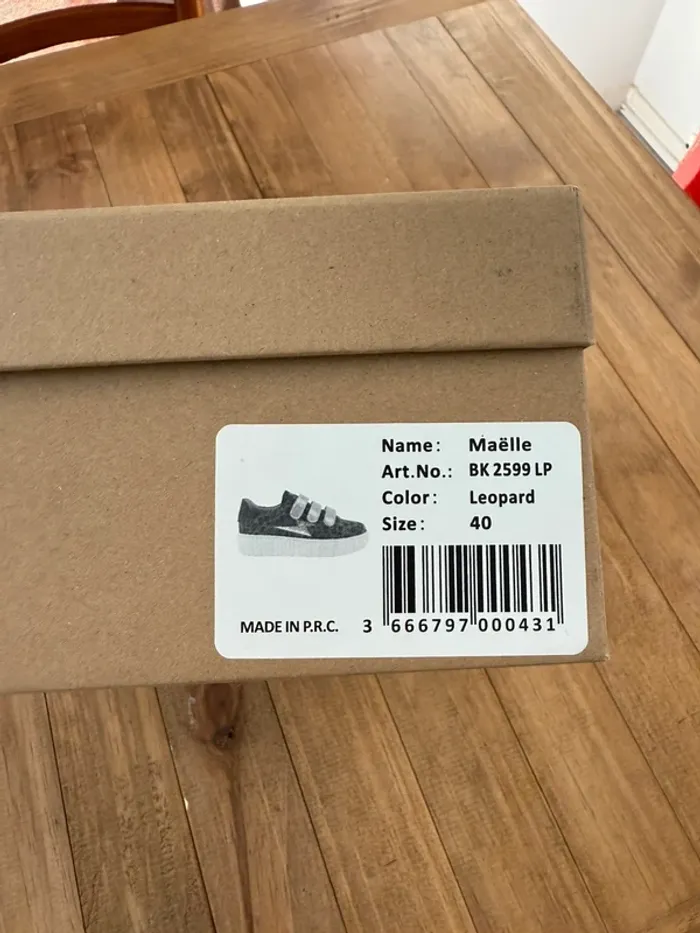 Name: Maëlle
Art.No.: BK 2599 LP
Color: Leopard
Size: 40
MADE IN P.R.C. 3 666797 000431